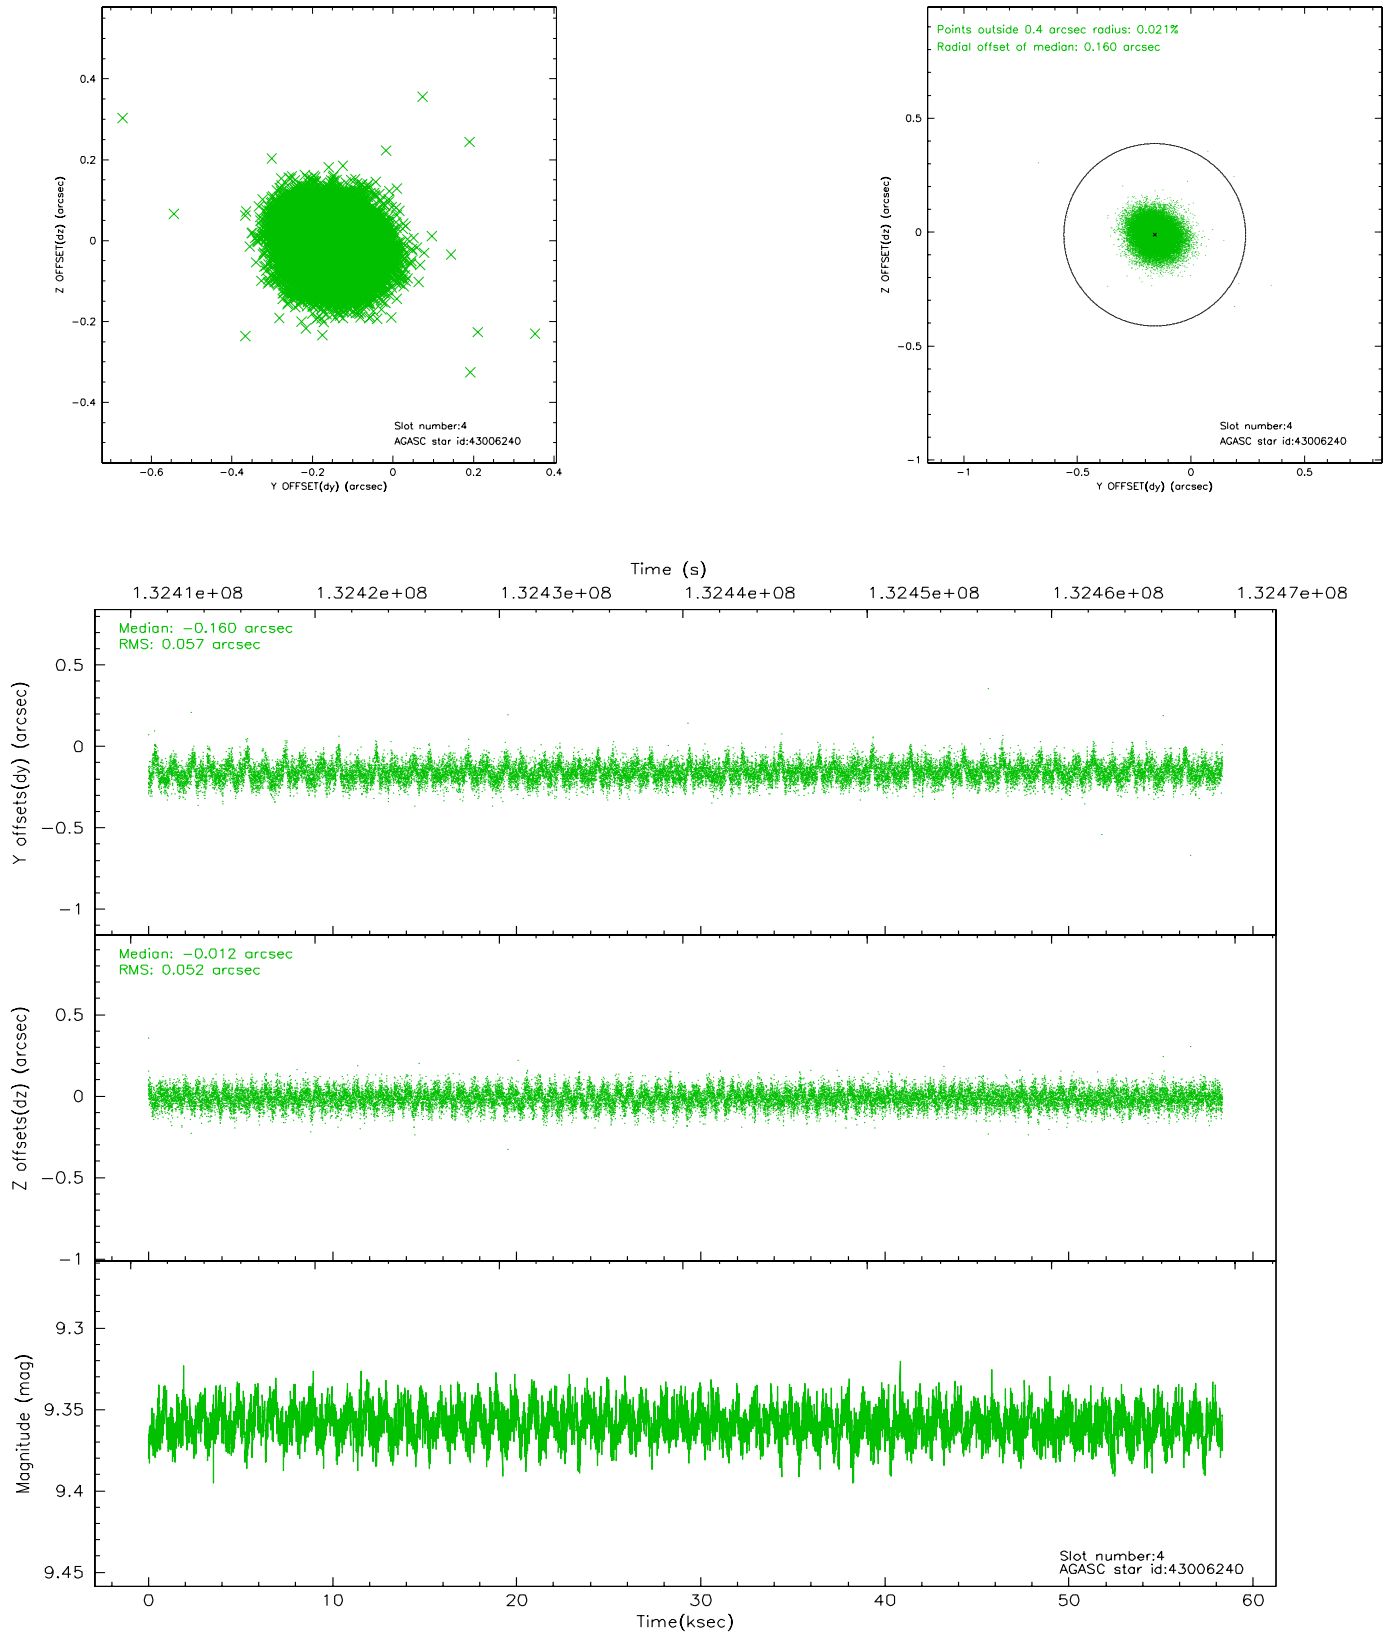 0.4
0.2
0
−0.2
−0.4
Z OFFSET(dz) (arcsec)
−0.6 −0.4 −0.2 0 0.2 0.4
Y OFFSET(dy) (arcsec)
Slot number:4
AGASC star id:43006240
Points outside 0.4 arcsec radius: 0.021%
Radial offset of median: 0.160 arcsec
0.5
0
−0.5
−1
Z OFFSET(dz) (arcsec)
−1 −0.5 0 0.5
Y OFFSET(dy) (arcsec)
Slot number:4
AGASC star id:43006240
Time (s)
1.3241e+08 1.3242e+08 1.3243e+08 1.3244e+08 1.3245e+08 1.3246e+08 1.3247e+08
Median: −0.160 arcsec
RMS: 0.057 arcsec
0.5
0
−0.5
−1
Y offsets(dy) (arcsec)
Median: −0.012 arcsec
RMS: 0.052 arcsec
0.5
0
−0.5
−1
Z offsets(dz) (arcsec)
9.3
9.35
9.4
9.45
Magnitude (mag)
Slot number:4
AGASC star id:43006240
0 10 20 30 40 50 60
Time(ksec)